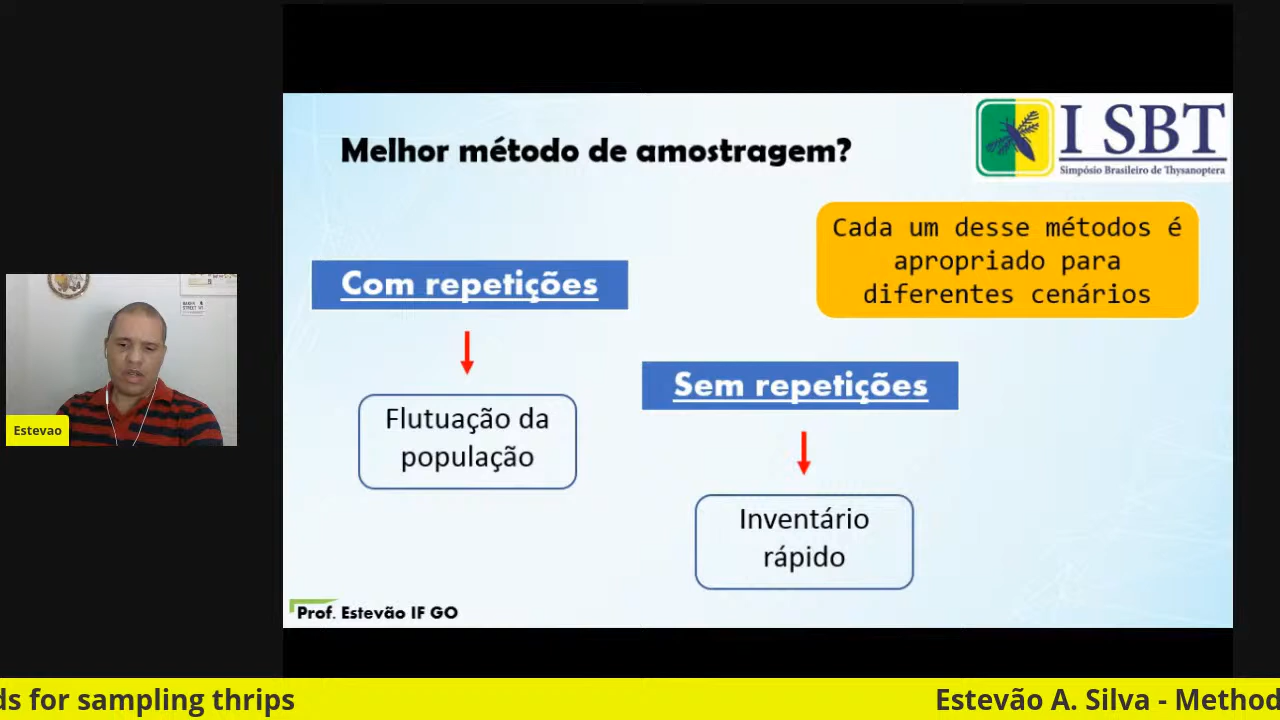 Melhor método de amostragem?
I SBT
Simpósio Brasileiro de Thysanoptera
Cada um desse métodos é
apropriado para
diferentes cenários
Com repetições
Flutuação da
população
Sem repetições
Inventário
rápido
Prof. Estevão IF GO
Estevao
ds for sampling thrips
Estevão A. Silva - Method